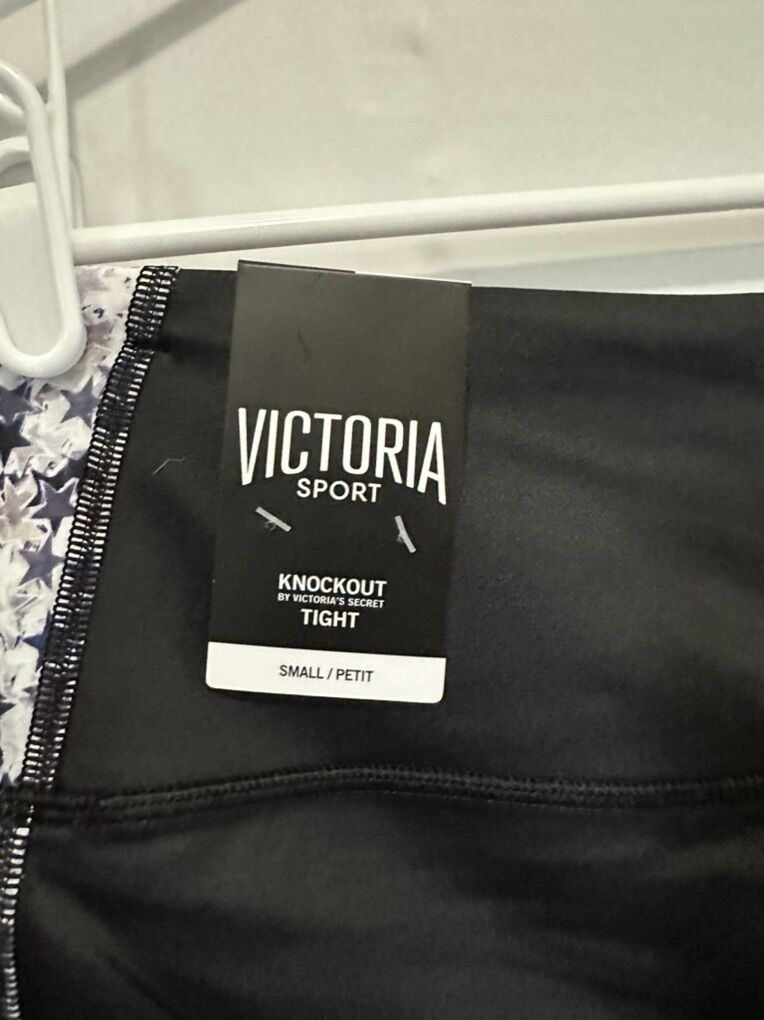 VICTORIA
SPORT
KNOCKOUT
BY VICTORIA'S SECRET
TIGHT
SMALL / PETIT